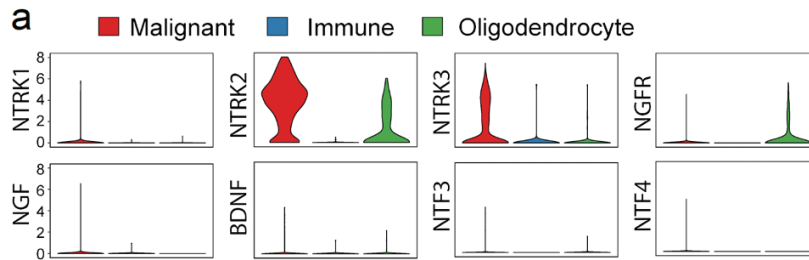 a
Malignant Immune Oligodendrocyte
NTRK1 8 6 4 2 0 NTRK2 NTRK3 NGFR
NGF 8 6 4 2 0 BDNF NTF3 NTF4